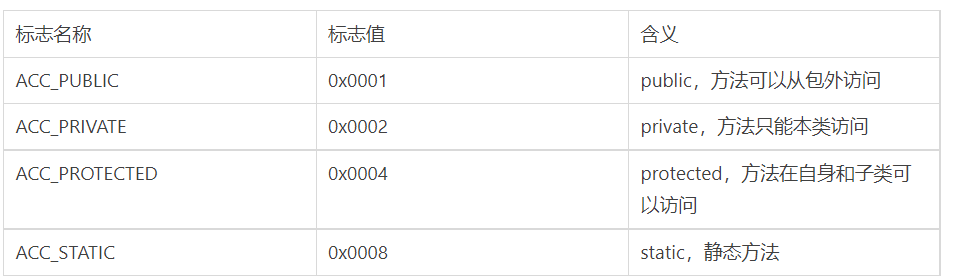 标志名称 标志值 含义
ACC_PUBLIC 0x0001 public，方法可以从包外访问
ACC_PRIVATE 0x0002 private，方法只能本类访问
ACC_PROTECTED 0x0004 protected，方法在自身和子类可
以访问
ACC_STATIC 0x0008 static，静态方法